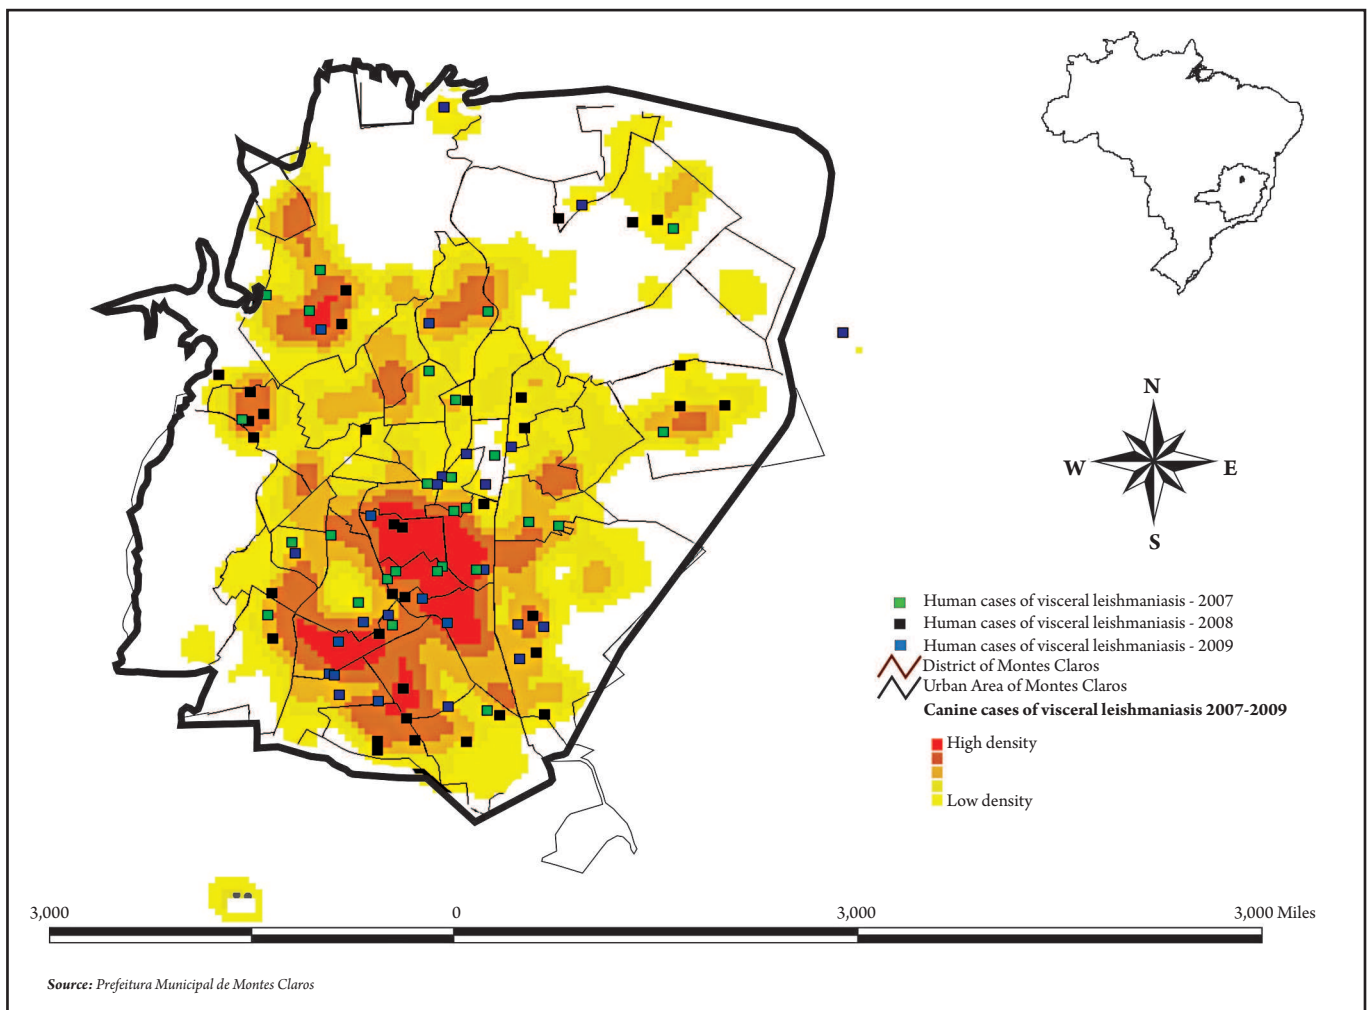 N
W
E
S
Human cases of visceral leishmaniasis - 2007
Human cases of visceral leishmaniasis - 2008
Human cases of visceral leishmaniasis - 2009
District of Montes Claros
Urban Area of Montes Claros
Canine cases of visceral leishmaniasis 2007-2009
High density
Low density
3,000
0
3,000
3,000 Miles
Source: Prefeitura Municipal de Montes Claros